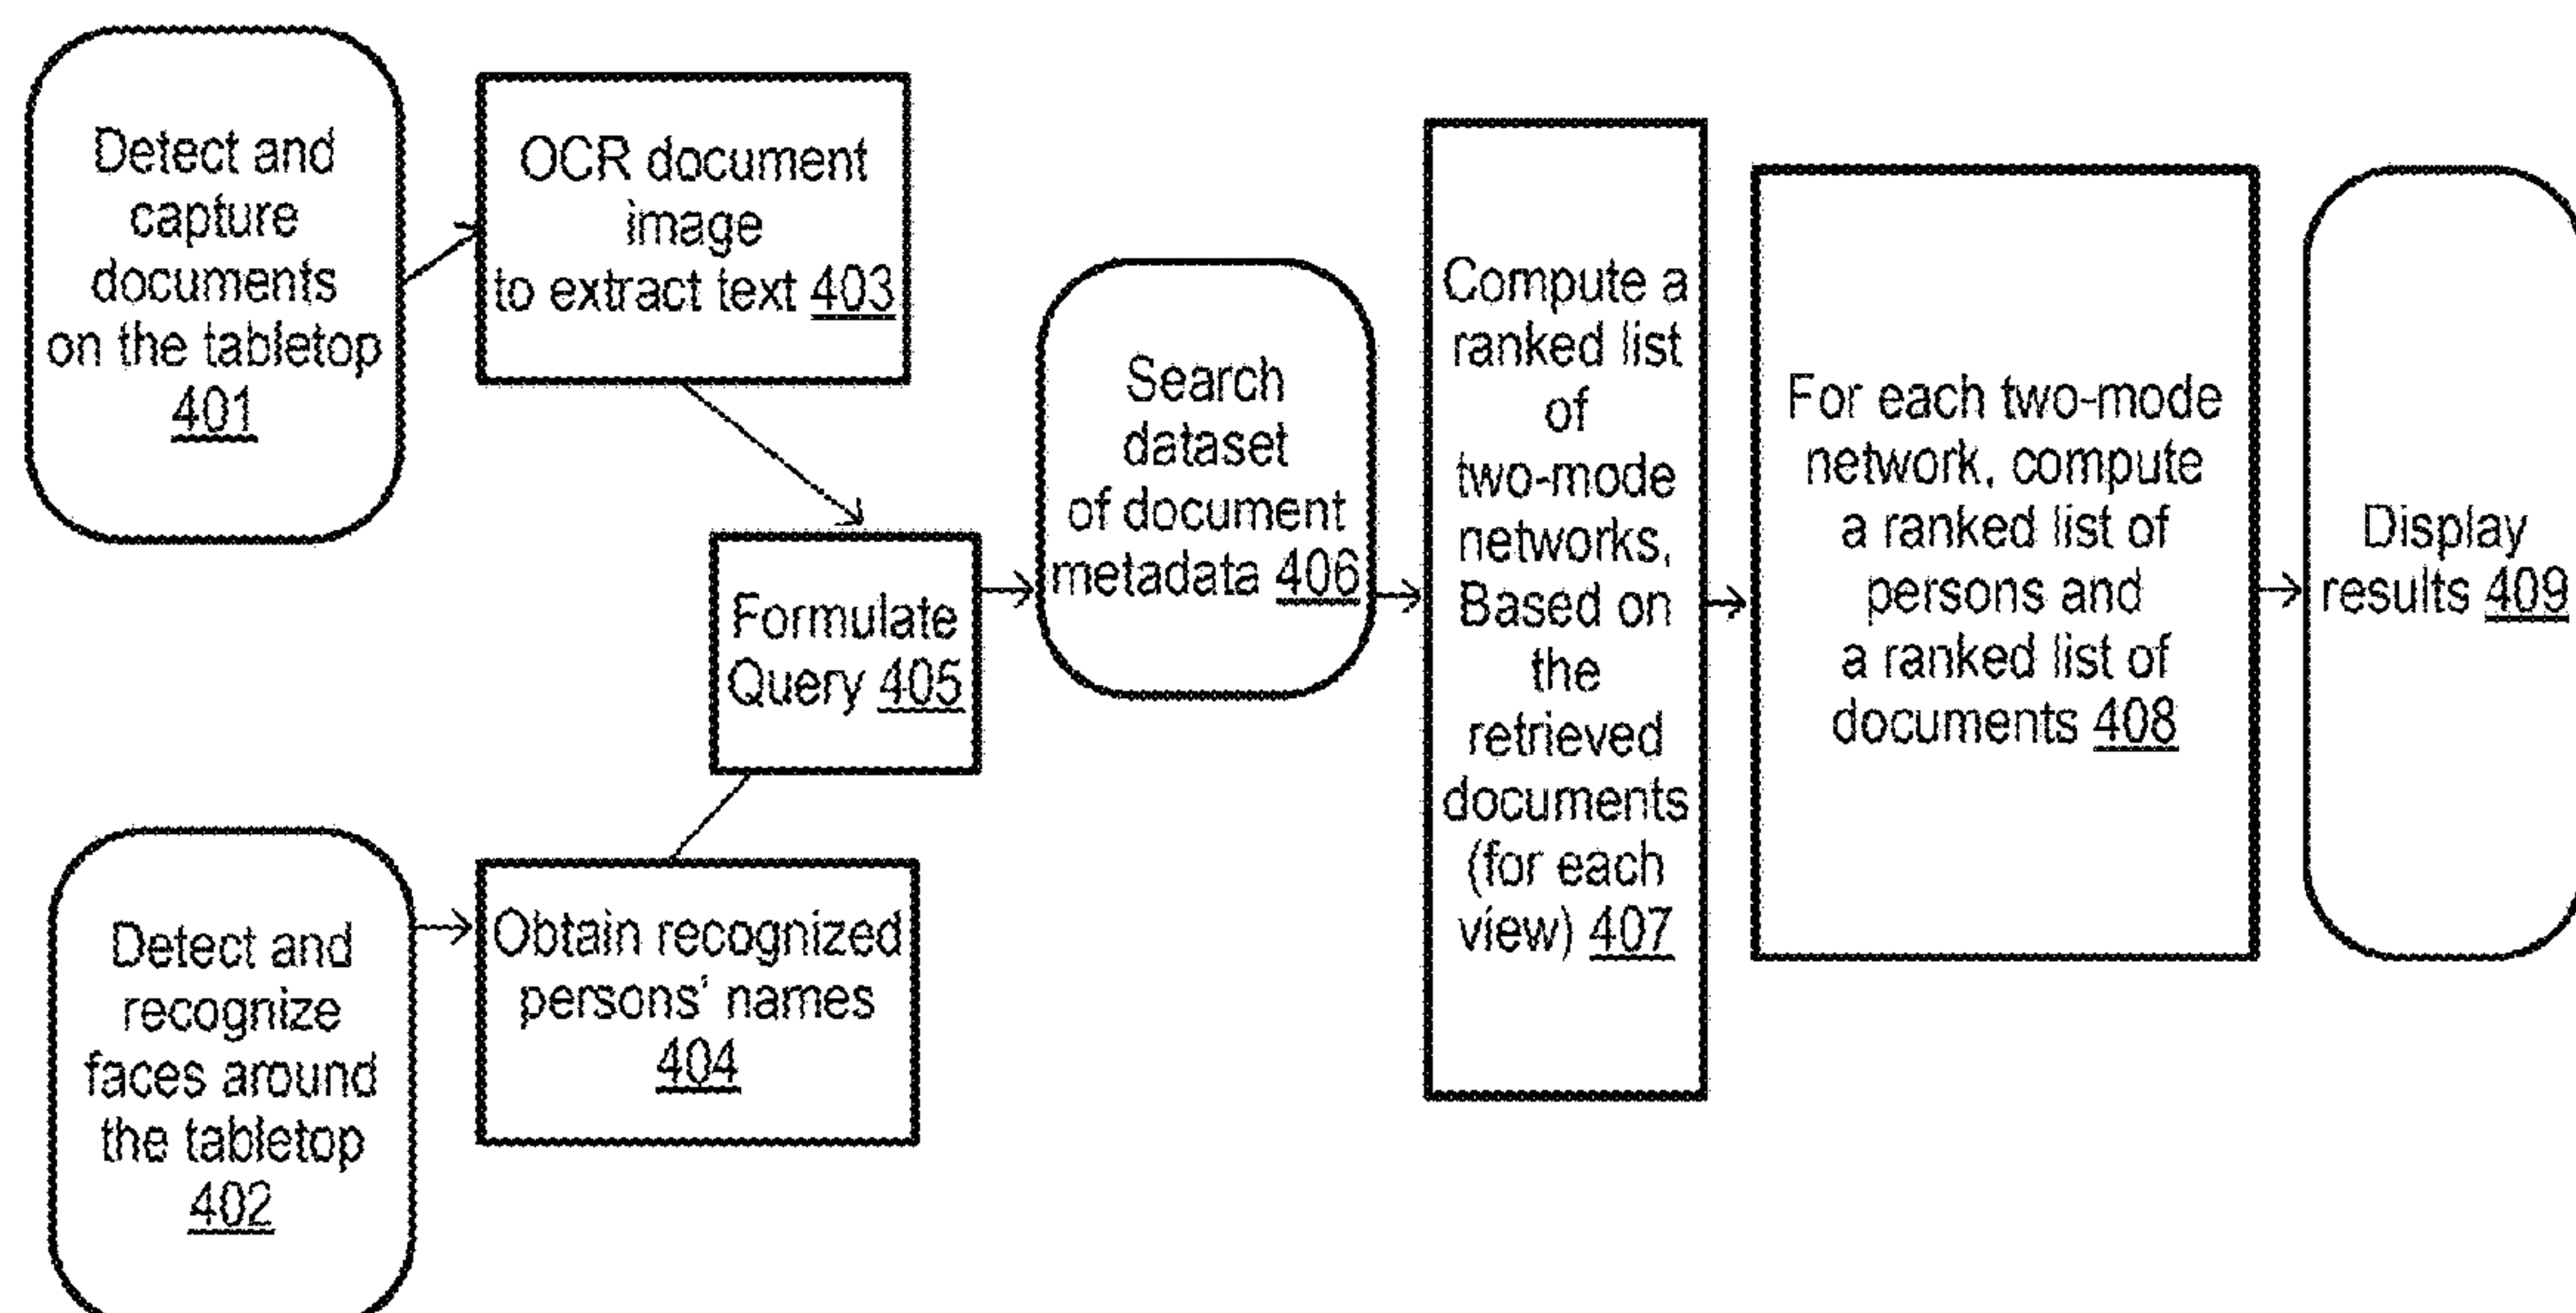 Detect and
capture
documents
on the tabletop
401
OCR document
image
to extract text 403
Formulate
Query 405
Detect and
recognize
faces around
the tabletop
402
Obtain recognized
persons' names
404
Search
dataset
of document
metadata 406
Compute a
ranked list
of
two-mode
networks,
Based on
the
retrieved
documents
(for each
view) 407
For each two-mode
network, compute
a ranked list of
persons and
a ranked list of
documents 408
Display
results 409